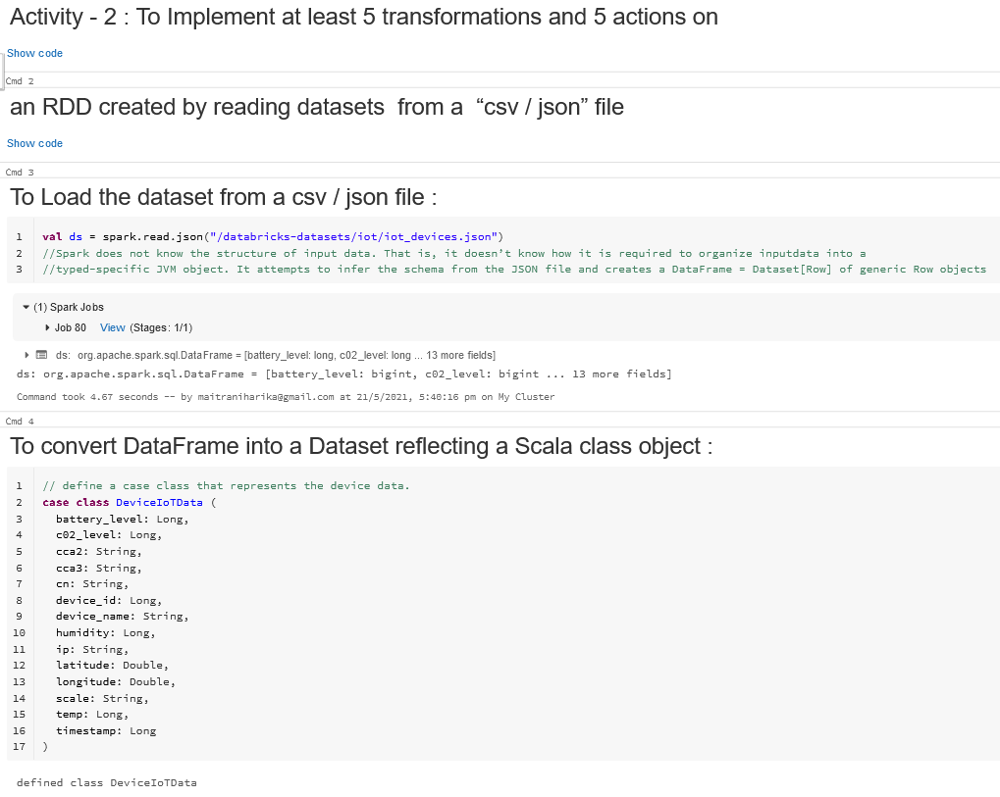 Activity - 2 : To Implement at least 5 transformations and 5 actions on
Show code
Cmd 2
an RDD created by reading datasets  from a  “csv / json” file
Show code
Cmd 3
To Load the dataset from a csv / json file :
1 val ds = spark.read.json("/databricks-datasets/iot/iot_devices.json")
2 //Spark does not know the structure of input data. That is, it doesn’t know how it is required to organize inputdata into a
3 //typed-specific JVM object. It attempts to infer the schema from the JSON file and creates a DataFrame = Dataset[Row] of generic Row objects
(1) Spark Jobs
Job 80 View (Stages: 1/1)
ds: org.apache.spark.sql.DataFrame = [battery_level: long, c02_level: long ... 13 more fields]
ds: org.apache.spark.sql.DataFrame = [battery_level: bigint, c02_level: bigint ... 13 more fields]
Command took 4.67 seconds -- by maitraniharika@gmail.com at 21/5/2021, 5:40:16 pm on My Cluster
Cmd 4
To convert DataFrame into a Dataset reflecting a Scala class object :
1 // define a case class that represents the device data.
2 case class DeviceIoTData (
3 battery_level: Long,
4 c02_level: Long,
5 cca2: String,
6 cca3: String,
7 cn: String,
8 device_id: Long,
9 device_name: String,
10 humidity: Long,
11 ip: String,
12 latitude: Double,
13 longitude: Double,
14 scale: String,
15 temp: Long,
16 timestamp: Long
17 )
defined class DeviceIoTData